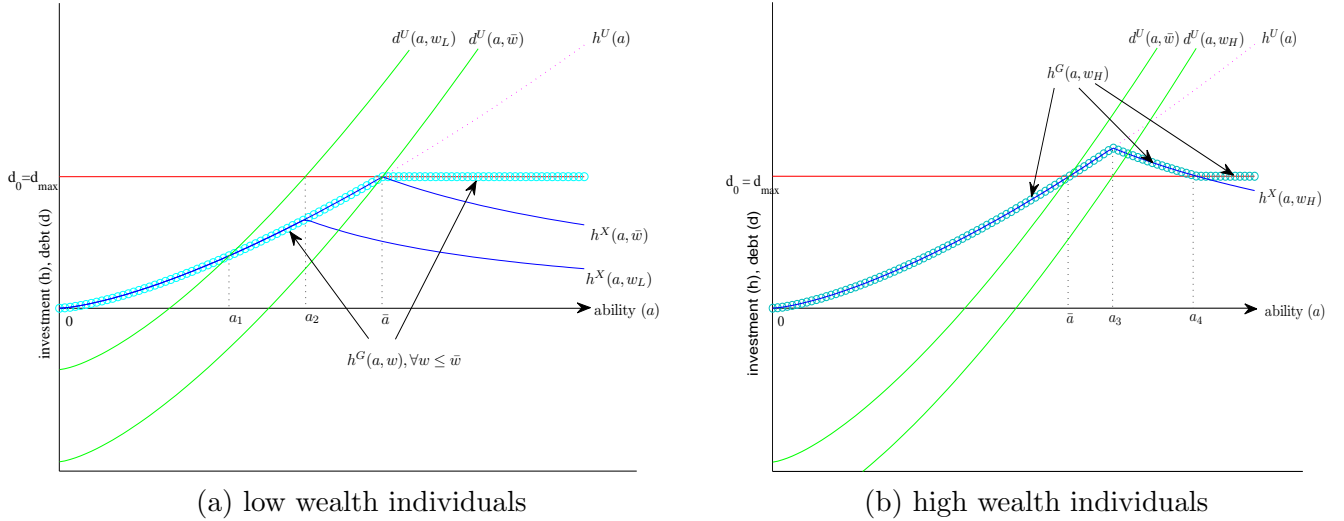 d^U(a, w_L)
d^U(a, w̄)
h^U(a)
d_0=d_max
h^X(a, w̄)
h^X(a, w_L)
investment (h), debt (d)
0
a_1
a_2
ā
ability (a)
h^G(a, w), ∀w ≤ w̄
(a) low wealth individuals
d^U(a, w̄)
d^U(a, w_H)
h^U(a)
h^G(a, w_H)
d_0=d_max
h^X(a, w_H)
investment (h), debt (d)
0
ā
a_3
a_4
ability (a)
(b) high wealth individuals